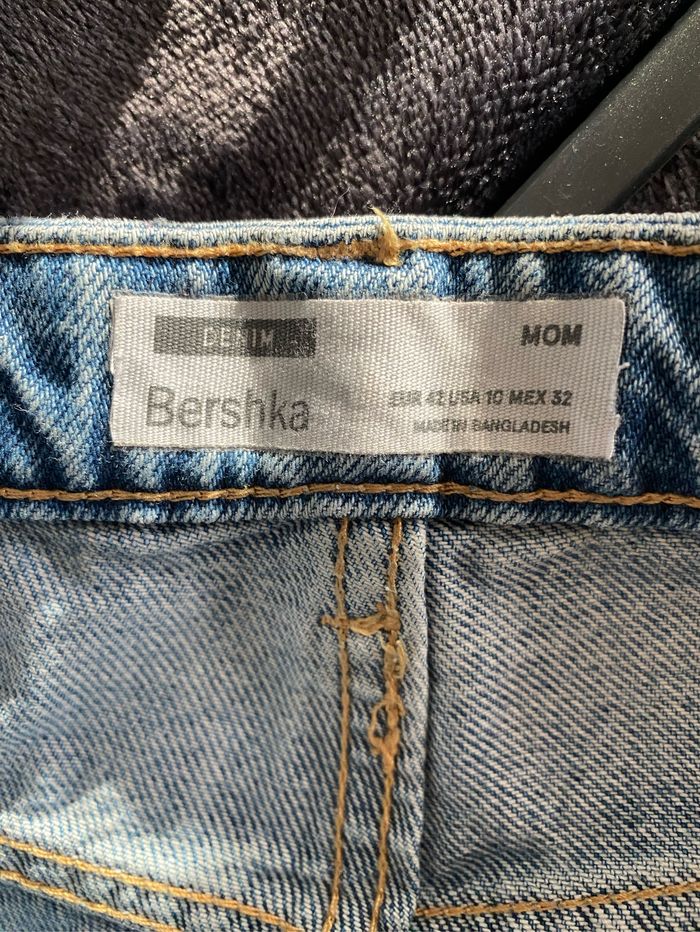 DENIM
MOM
Bershka
EUR 42 USA 10 MEX 32
MADE IN BANGLADESH